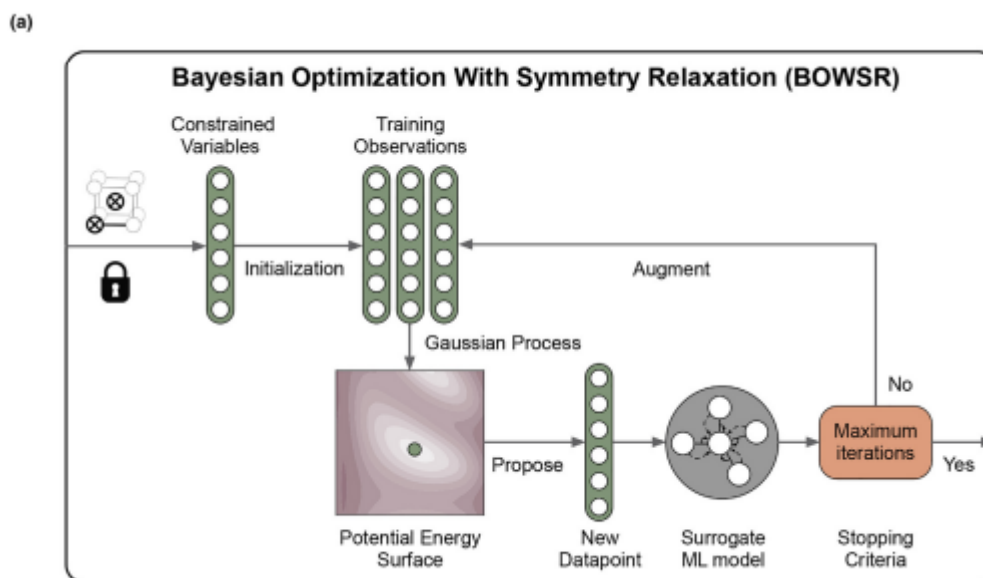 (a)
Bayesian Optimization With Symmetry Relaxation (BOWSR)
Constrained
Variables
Training
Observations
Initialization
Augment
Gaussian Process
No
Maximum
iterations
Propose
Yes
Potential Energy
Surface
New
Datapoint
Surrogate
ML model
Stopping
Criteria